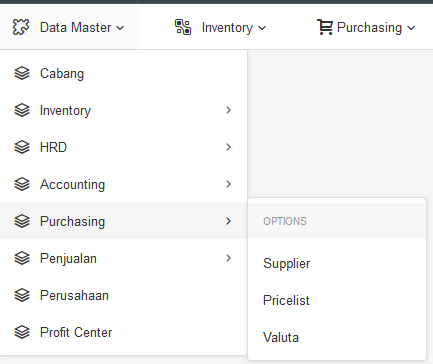 Data Master
Inventory
Purchasing
Cabang
Inventory
HRD
Accounting
Purchasing
Penjualan
Perusahaan
Profit Center
OPTIONS
Supplier
Pricelist
Valuta